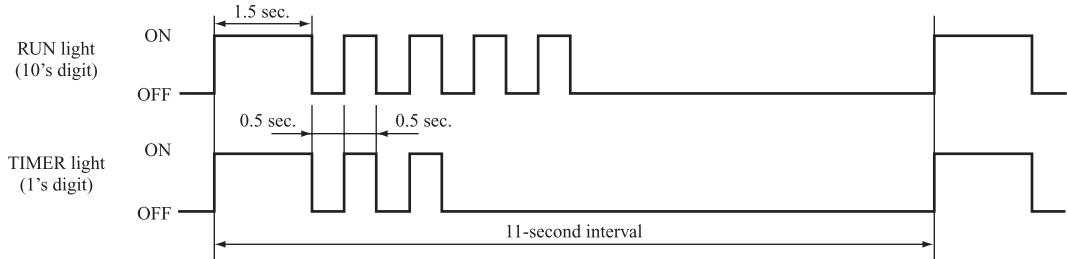 1.5 sec.
ON
RUN light
(10's digit)
OFF
0.5 sec.
0.5 sec.
ON
TIMER light
(1's digit)
OFF
11-second interval